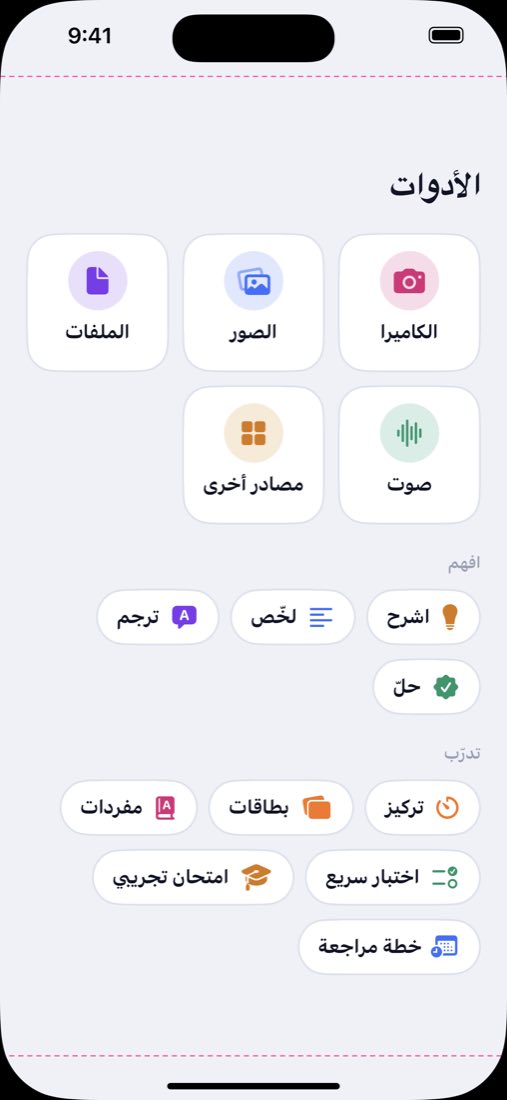 9:41
الأدوات
الكاميرا
الصور
الملفات
صوت
مصادر أخرى
افهم
اشرح
لخّص
ترجم
حلّ
تدرّب
تركيز
بطاقات
مفردات
اختبار سريع
امتحان تجريبي
خطة مراجعة